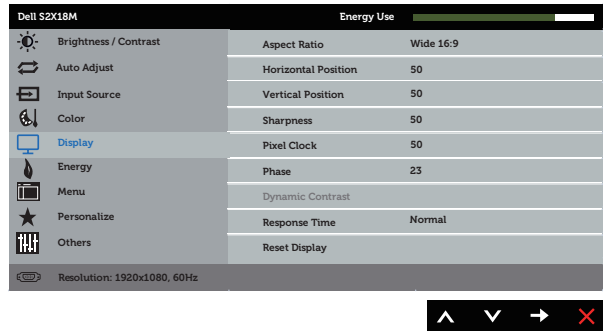 Dell S2X18M Energy Use
Brightness / Contrast
Auto Adjust
Input Source
Color
Display
Energy
Menu
Personalize
Others
Aspect Ratio Wide 16:9
Horizontal Position 50
Vertical Position 50
Sharpness 50
Pixel Clock 50
Phase 23
Dynamic Contrast
Response Time Normal
Reset Display
Resolution: 1920x1080, 60Hz